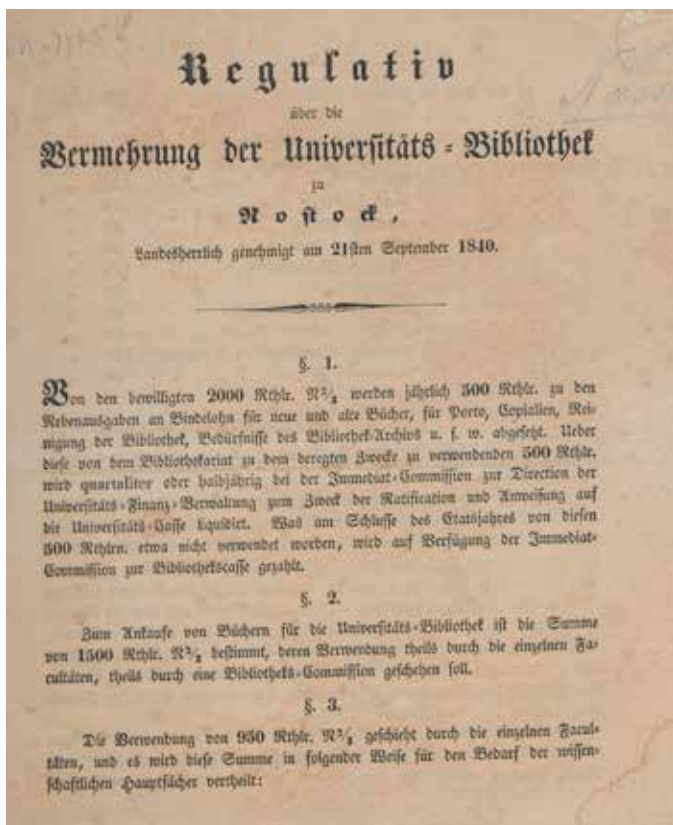 Regulativ
über die
Vermehrung der Universitäts-Bibliothek
zu
Rostock,
Landesherrlich genehmigt am 21sten September 1840.
§. 1.
Von den bewilligten 2000 Rthlr. N²/₃ werden jährlich 500 Rthlr. zu den
Nebenausgaben an Bindelohn für neue und alte Bücher, für Porto, Copialien, Rei-
nigung der Bibliothek, Bedürfnisse des Bibliothek-Archivs u. s. w. abgesetzt. Ueber
diese von dem Bibliothekariat zu dem beregten Zwecke zu verwendenden 500 Rthlr.
wird quartaliter oder halbjährig bei der Immediat-Commission zur Direction der
Universitäts-Finanz-Verwaltung zum Zweck der Ratification und Anweisung auf
die Universitäts-Casse liquidirt. Was am Schlusse des Etatsjahres von diesen
500 Rthlrn. etwa nicht verwendet worden, wird auf Verfügung der Immediat-
Commission zur Bibliothekscasse gezahlt.
§. 2.
Zum Ankaufe von Büchern für die Universitäts-Bibliothek ist die Summe
von 1500 Rthlr. N²/₃ bestimmt, deren Verwendung theils durch die einzelnen Fa-
cultäten, theils durch eine Bibliotheks-Commission geschehen soll.
§. 3.
Die Verwendung von 950 Rthlr. N²/₃ geschieht durch die einzelnen Facul-
täten, und es wird diese Summe in folgender Weise für den Bedarf der wissen-
schaftlichen Hauptfächer vertheilt: